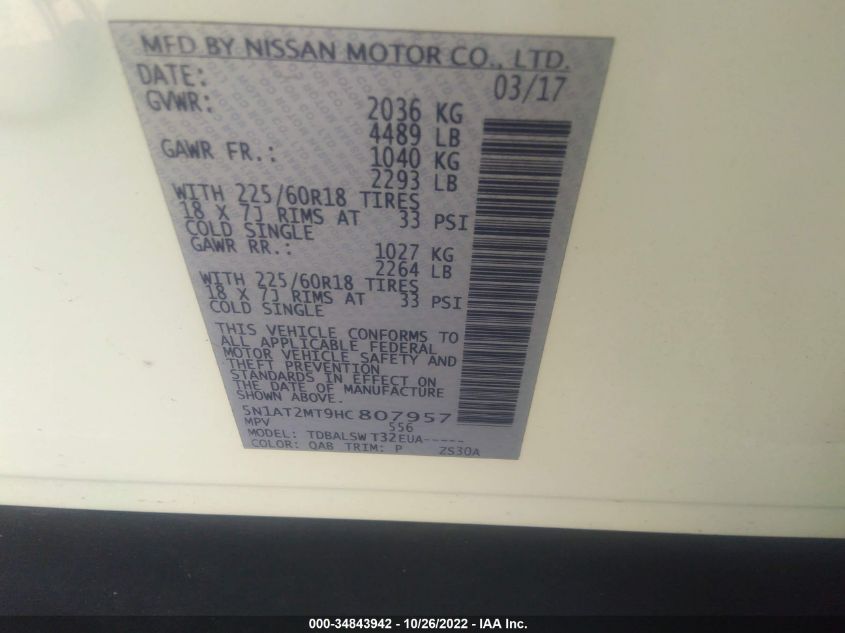 MFD BY NISSAN MOTOR CO., LTD.
DATE: 03/17
GVWR: 2036 KG
4489 LB
GAWR FR.: 1040 KG
2293 LB
WITH 225/60R18 TIRES
18 X 7J RIMS AT 33 PSI
COLD SINGLE
GAWR RR.: 1027 KG
2264 LB
WITH 225/60R18 TIRES
18 X 7J RIMS AT 33 PSI
COLD SINGLE
THIS VEHICLE CONFORMS TO
ALL APPLICABLE FEDERAL
MOTOR VEHICLE SAFETY AND
THEFT PREVENTION
STANDARDS IN EFFECT ON
THE DATE OF MANUFACTURE
SHOWN ABOVE.
5N1AT2MT9HC807957
MPV 556
MODEL: TDBALSW T32EUA-----
COLOR: QAB TRIM: P ZS30A
000-34843942 - 10/26/2022 - IAA Inc.